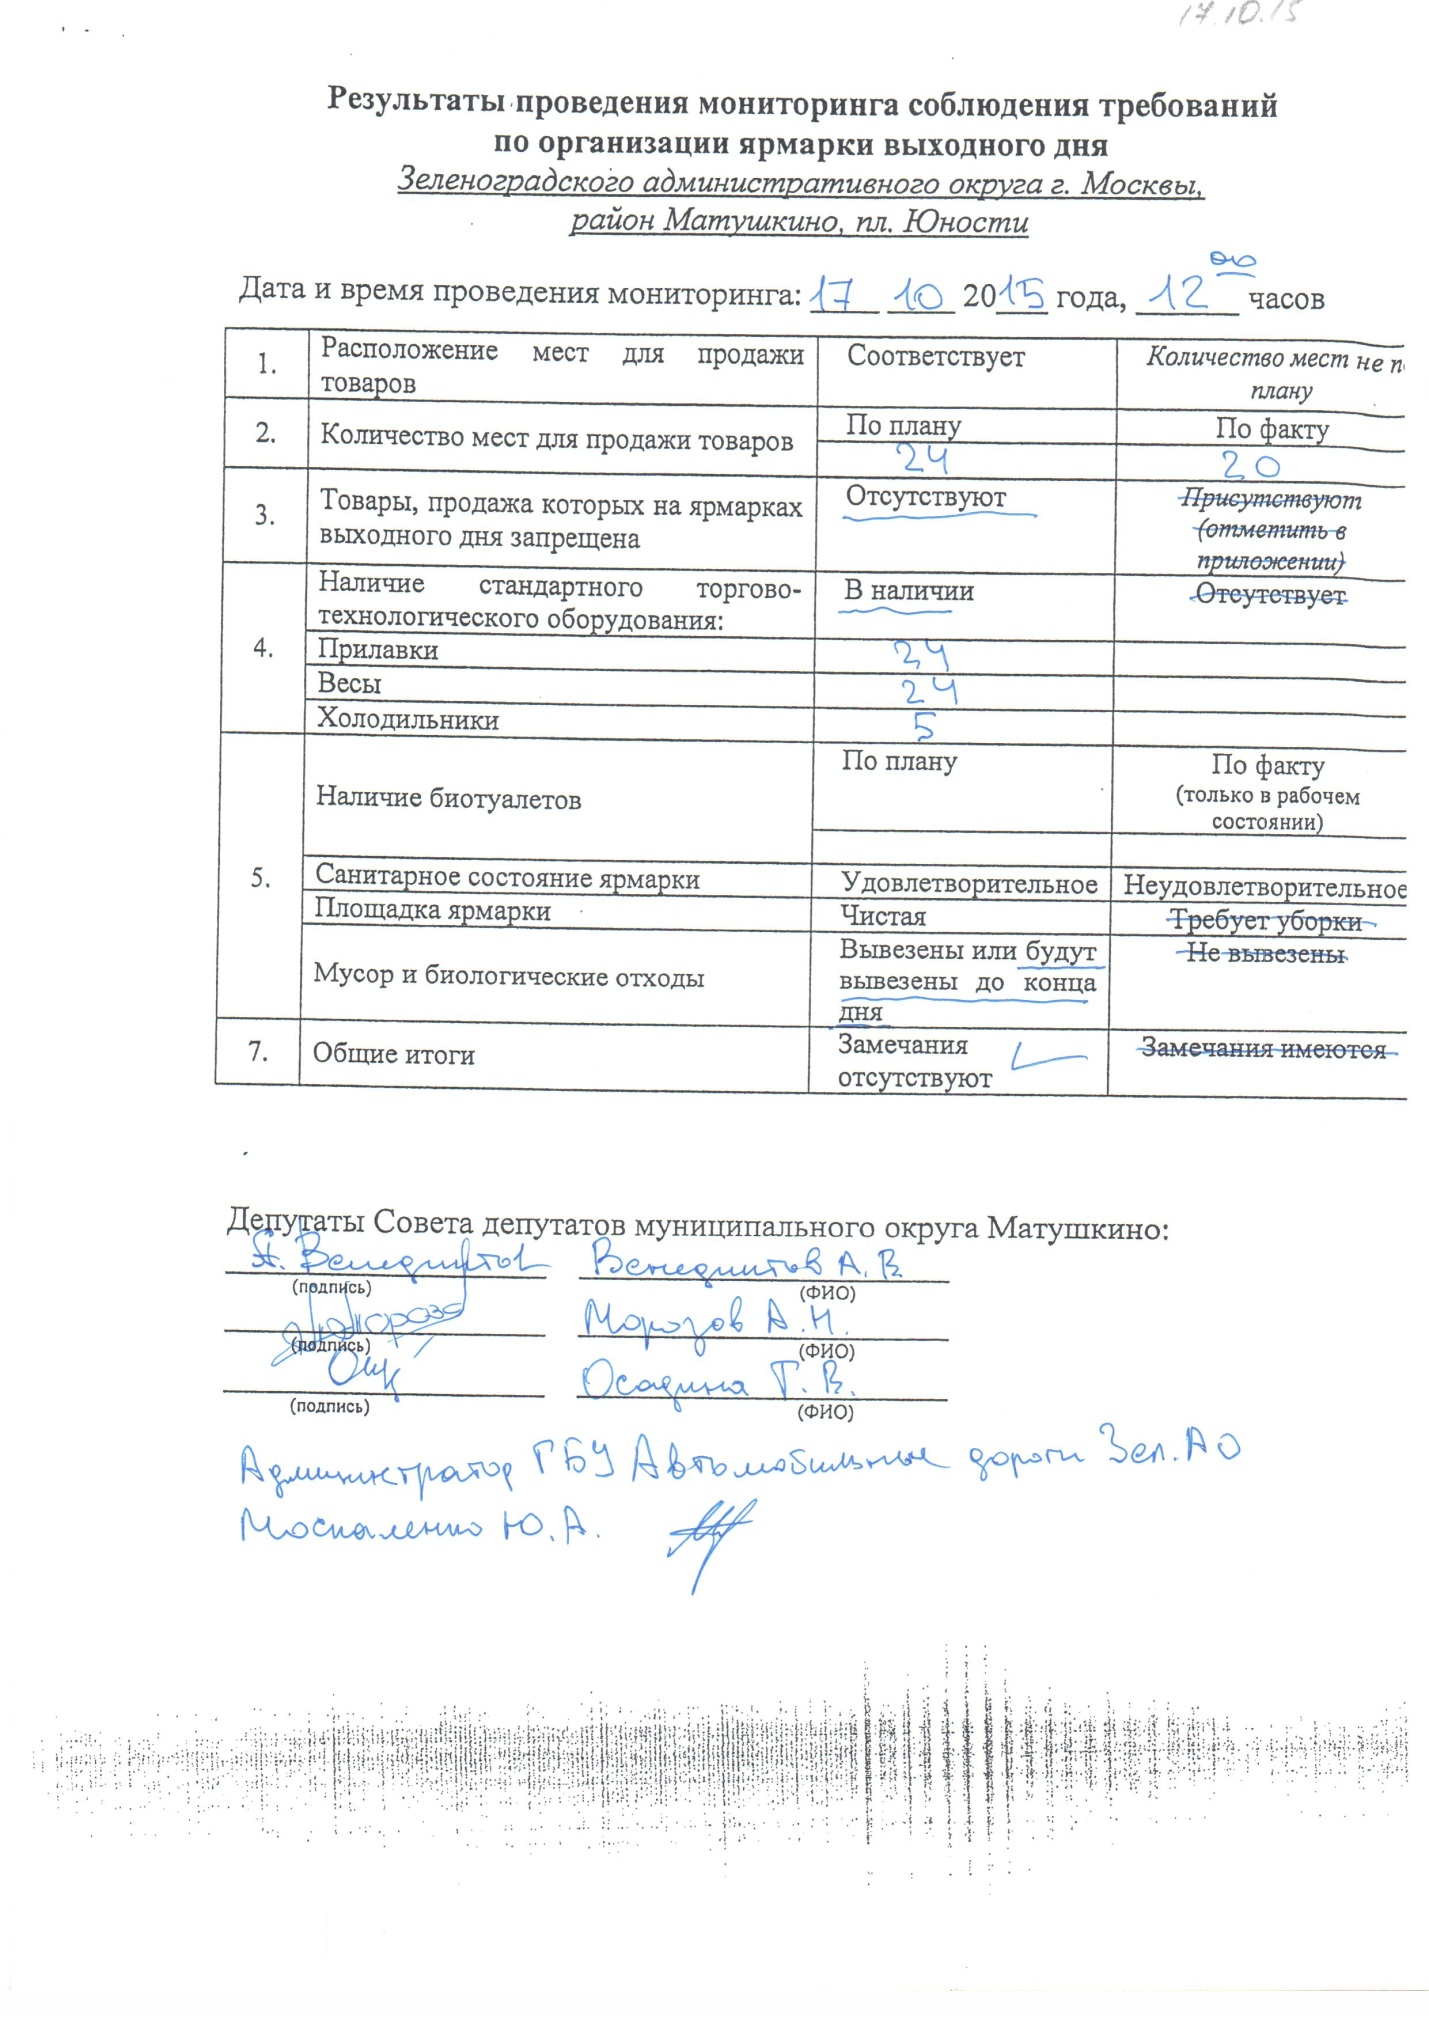 17.10.15
Результаты проведения мониторинга соблюдения требований
по организации ярмарки выходного дня
Зеленоградского административного округа г. Москвы,
район Матушкино, пл. Юности
Дата и время проведения мониторинга: 17 10 2015 года, 12 00 часов
1. Расположение мест для продажи товаров Соответствует Количество мест не по плану
2. Количество мест для продажи товаров По плану По факту
24 20
3. Товары, продажа которых на ярмарках выходного дня запрещена Отсутствуют Присутствуют (отметить в приложении)
4. Наличие стандартного торгово-технологического оборудования: В наличии Отсутствует
Прилавки 24
Весы 24
Холодильники 5
5. Наличие биотуалетов По плану По факту (только в рабочем состоянии)
Санитарное состояние ярмарки Удовлетворительное Неудовлетворительное
Площадка ярмарки Чистая Требует уборки
Мусор и биологические отходы Вывезены или будут вывезены до конца дня Не вывезены
7. Общие итоги Замечания отсутствуют Замечания имеются
Депутаты Совета депутатов муниципального округа Матушкино:
А. Венедиктов Венедиктов А. В.
(подпись) (ФИО)
Морозов Морозов А.Н.
(подпись) (ФИО)
Осадчая Г. В.
(подпись) (ФИО)
Администратор ГБУ Автомобильные дороги Зел.АО
Москаленко Ю.А.